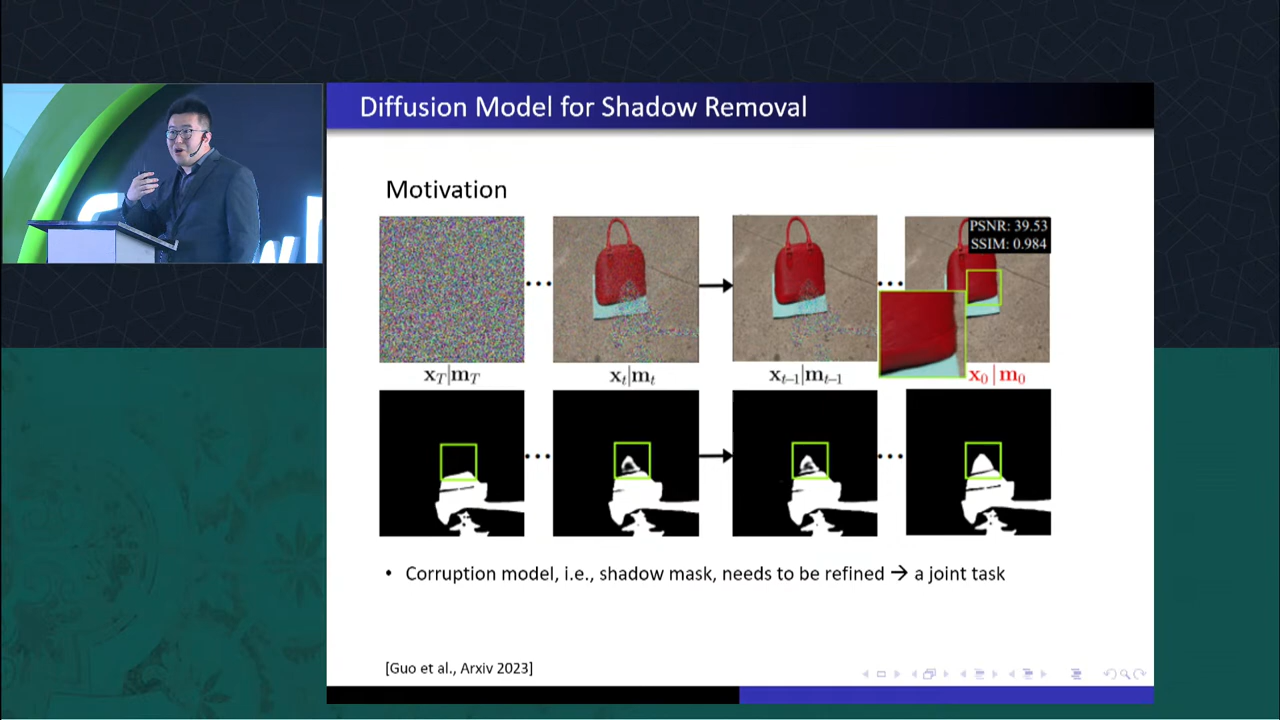 Diffusion Model for Shadow Removal
Motivation
PSNR: 39.53
SSIM: 0.984
x_T|m_T
x_t|m_t
x_{t-1}|m_{t-1}
x_0|m_0
• Corruption model, i.e., shadow mask, needs to be refined → a joint task
[Guo et al., Arxiv 2023]